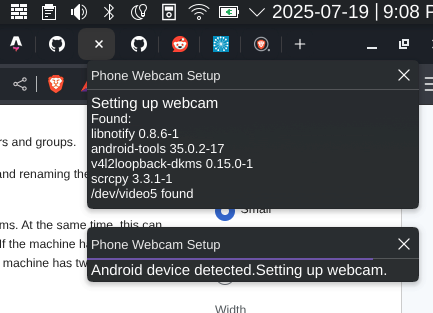 2025-07-19 | 9:08 P
Phone Webcam Setup
Setting up webcam
Found:
libnotify 0.8.6-1
android-tools 35.0.2-17
v4l2loopback-dkms 0.15.0-1
scrcpy 3.3.1-1
/dev/video5 found
rs and groups.
and renaming the
Small
ms. At the same time, this can
If the machine ha
machine has tw
Phone Webcam Setup
Android device detected.Setting up webcam.
Width